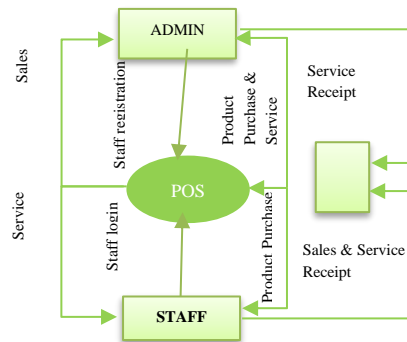 ADMIN
Sales
Staff registration
Product
Purchase &
Service
Service
Receipt
POS
Service
Staff login
Product Purchase
Sales & Service
Receipt
STAFF